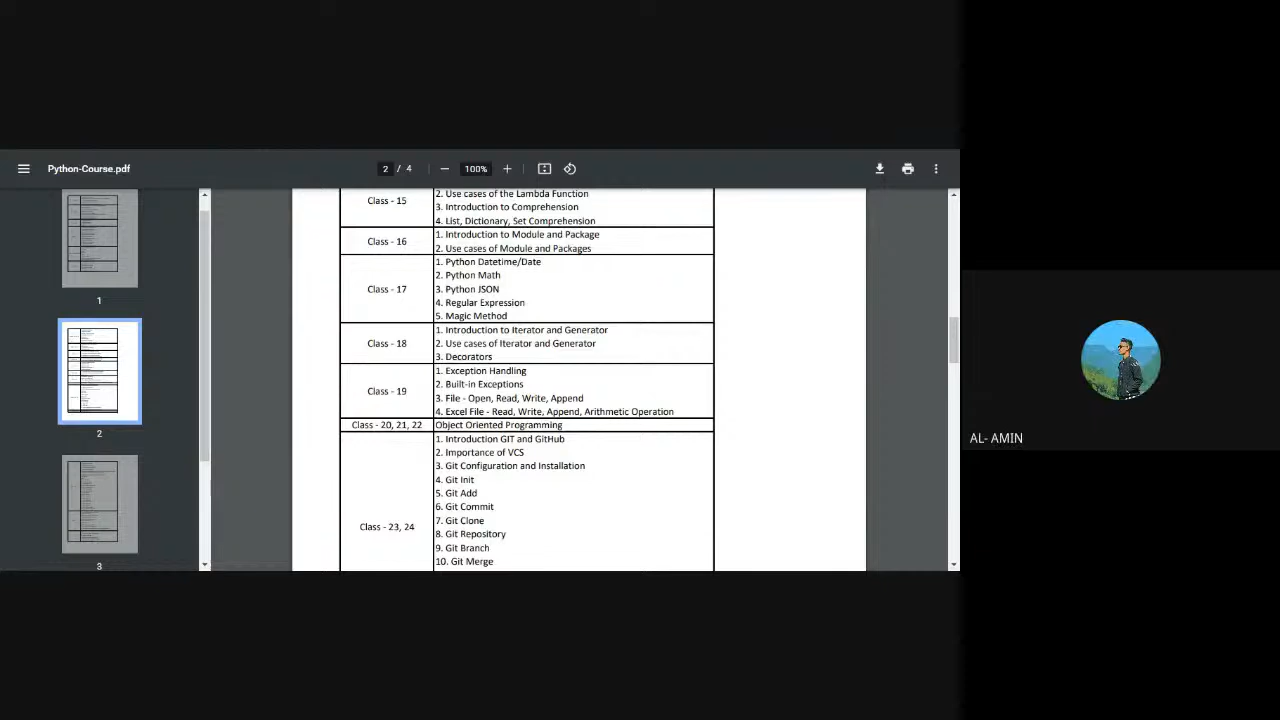 Python-Course.pdf
2 / 4
100%
Class - 15
2. Use cases of the Lambda Function
3. Introduction to Comprehension
4. List, Dictionary, Set Comprehension
Class - 16
1. Introduction to Module and Package
2. Use cases of Module and Packages
Class - 17
1. Python Datetime/Date
2. Python Math
3. Python JSON
4. Regular Expression
5. Magic Method
Class - 18
1. Introduction to Iterator and Generator
2. Use cases of Iterator and Generator
3. Decorators
Class - 19
1. Exception Handling
2. Built-in Exceptions
3. File - Open, Read, Write, Append
4. Excel File - Read, Write, Append, Arithmetic Operation
Class - 20, 21, 22 Object Oriented Programming
Class - 23, 24
1. Introduction GIT and GitHub
2. Importance of VCS
3. Git Configuration and Installation
4. Git Init
5. Git Add
6. Git Commit
7. Git Clone
8. Git Repository
9. Git Branch
10. Git Merge
1
2
3
AL- AMIN